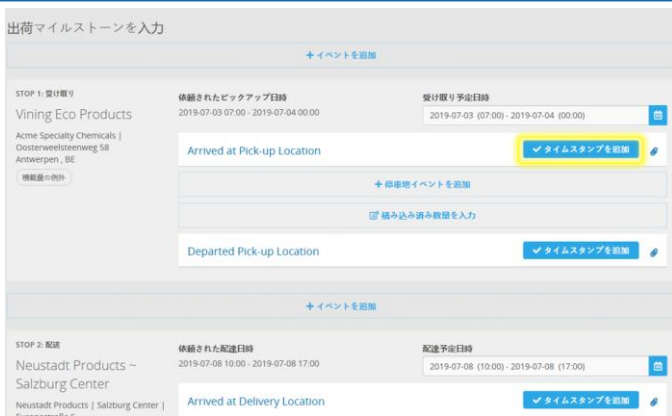 出荷マイルストーンを入力
+ イベントを追加
STOP 1: 受け取り
Vining Eco Products
Acme Specialty Chemicals |
Oosterweelsteenweg 58
Antwerpen , BE
積載量の例外
依頼されたピックアップ日時
2019-07-03 07:00 - 2019-07-04 00:00
受け取り予定日時
2019-07-03 (07:00) - 2019-07-04 (00:00)
Arrived at Pick-up Location
タイムスタンプを追加
+ 停車地イベントを追加
積み込み済み数量を入力
Departed Pick-up Location
タイムスタンプを追加
+ イベントを追加
STOP 2: 配送
Neustadt Products ~
Salzburg Center
Neustadt Products | Salzburg Center |
依頼された配達日時
2019-07-08 10:00 - 2019-07-08 17:00
配達予定日時
2019-07-08 (10:00) - 2019-07-08 (17:00)
Arrived at Delivery Location
タイムスタンプを追加